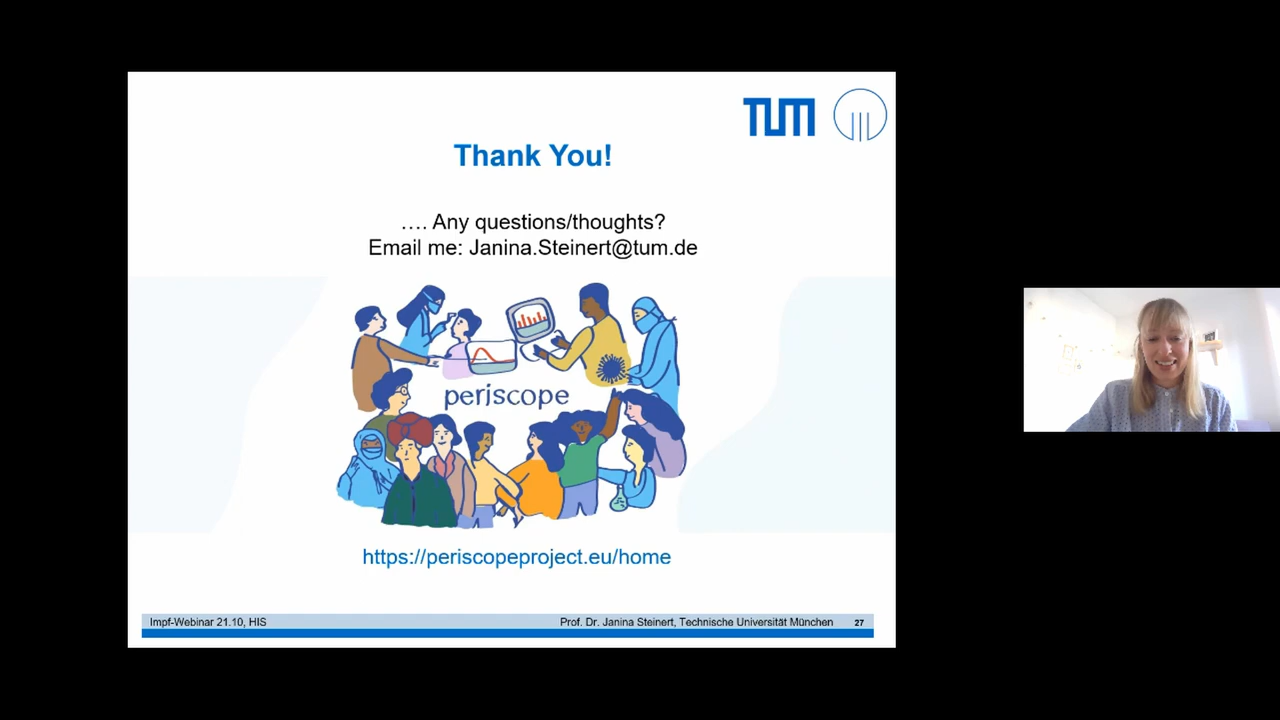 TUM
Thank You!
…. Any questions/thoughts?
Email me: Janina.Steinert@tum.de
periscope
https://periscopeproject.eu/home
Impf-Webinar 21.10, HIS
Prof. Dr. Janina Steinert, Technische Universität München 27